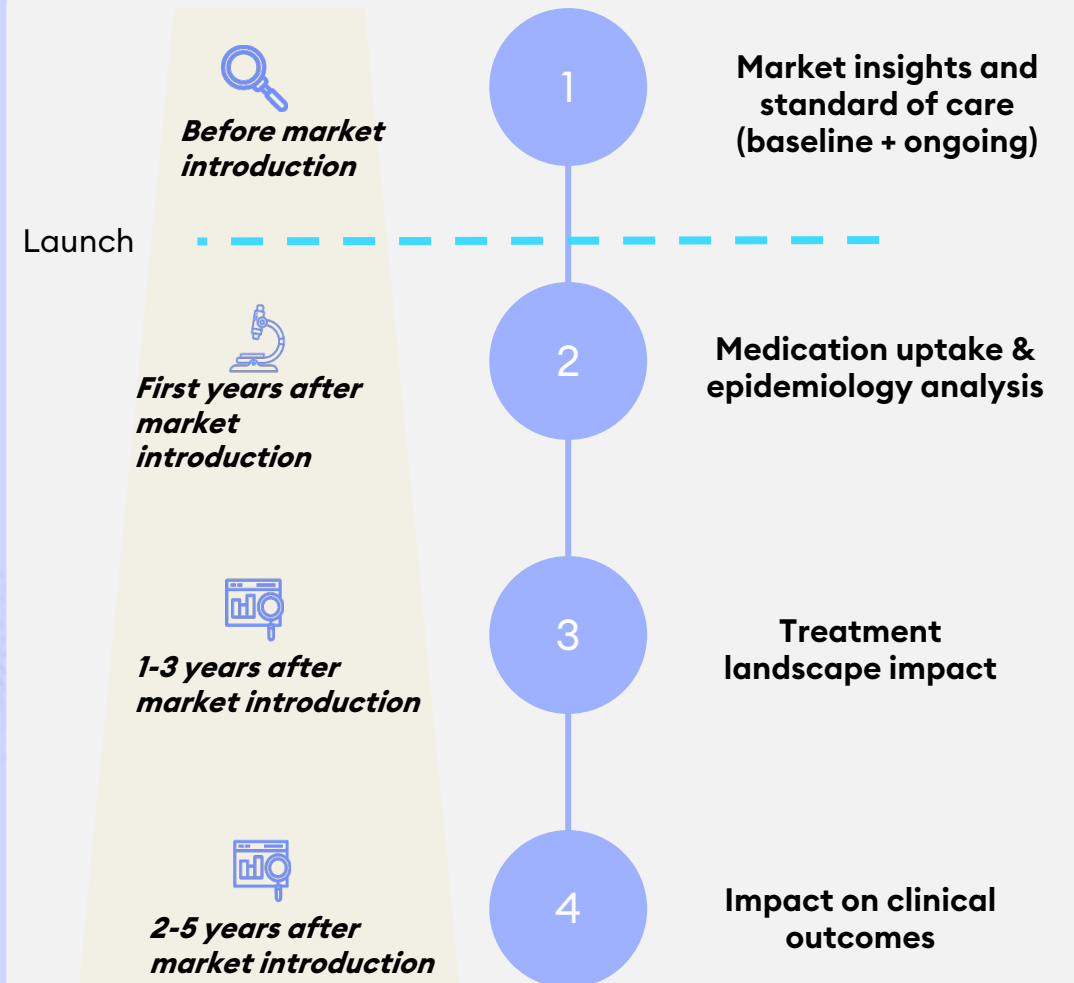 Before market
introduction
1
Market insights and
standard of care
(baseline + ongoing)
Launch
First years after
market
introduction
2
Medication uptake &
epidemiology analysis
1-3 years after
market introduction
3
Treatment
landscape impact
2-5 years after
market introduction
4
Impact on clinical
outcomes